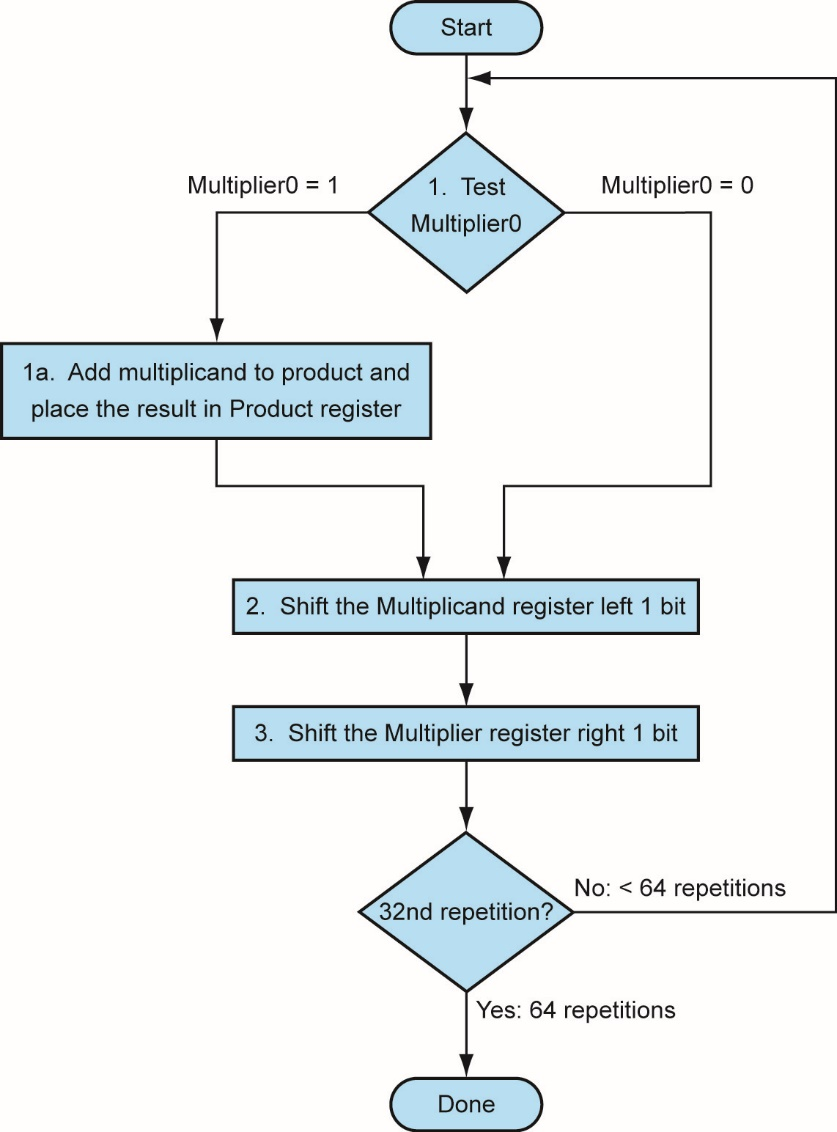 Start
Multiplier0 = 1
1. Test
Multiplier0
Multiplier0 = 0
1a. Add multiplicand to product and
place the result in Product register
2. Shift the Multiplicand register left 1 bit
3. Shift the Multiplier register right 1 bit
32nd repetition?
No: < 64 repetitions
Yes: 64 repetitions
Done